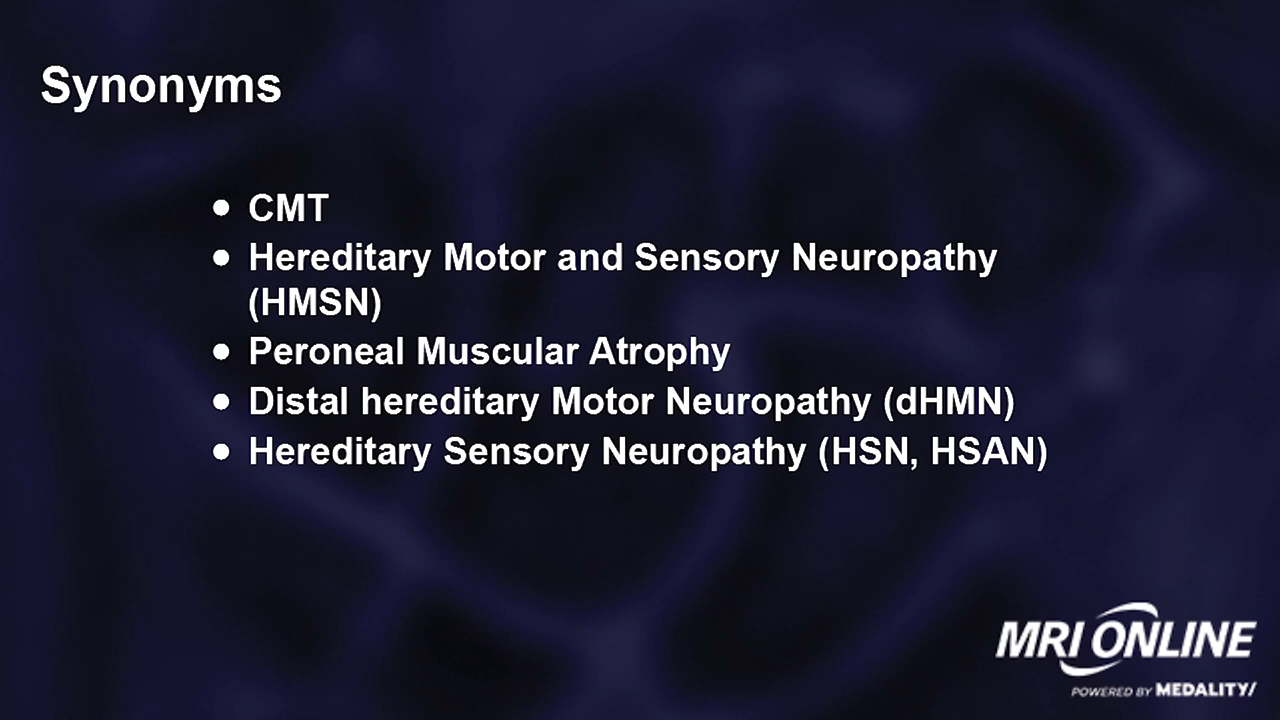 Synonyms
• CMT
• Hereditary Motor and Sensory Neuropathy
(HMSN)
• Peroneal Muscular Atrophy
• Distal hereditary Motor Neuropathy (dHMN)
• Hereditary Sensory Neuropathy (HSN, HSAN)
MRI ONLINE
POWERED BY MEDALITY/